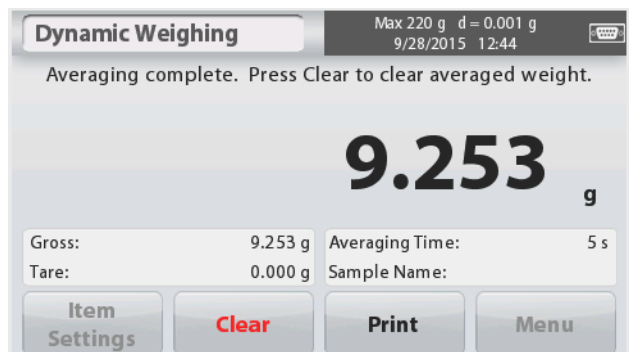 Dynamic Weighing
Max 220 g d = 0.001 g
9/28/2015 12:44
Averaging complete. Press Clear to clear averaged weight.
9.253 g
Gross: 9.253 g
Tare: 0.000 g
Averaging Time: 5 s
Sample Name:
Item
Settings
Clear
Print
Menu